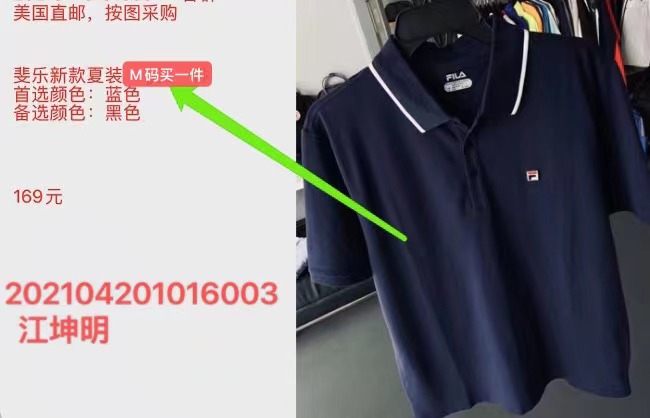 美国直邮，按图采购
斐乐新款夏装 M码买一件
首选颜色：蓝色
备选颜色：黑色
169元
202104201016003
江坤明
FILA